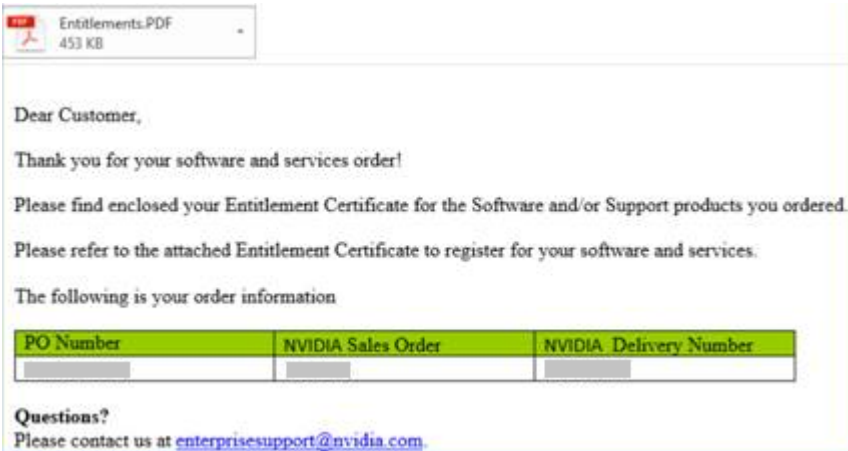 PDF
Entitlements.PDF
453 KB
Dear Customer,
Thank you for your software and services order!
Please find enclosed your Entitlement Certificate for the Software and/or Support products you ordered.
Please refer to the attached Entitlement Certificate to register for your software and services.
The following is your order information
PO Number NVIDIA Sales Order NVIDIA Delivery Number
Questions?
Please contact us at enterprisesupport@nvidia.com.